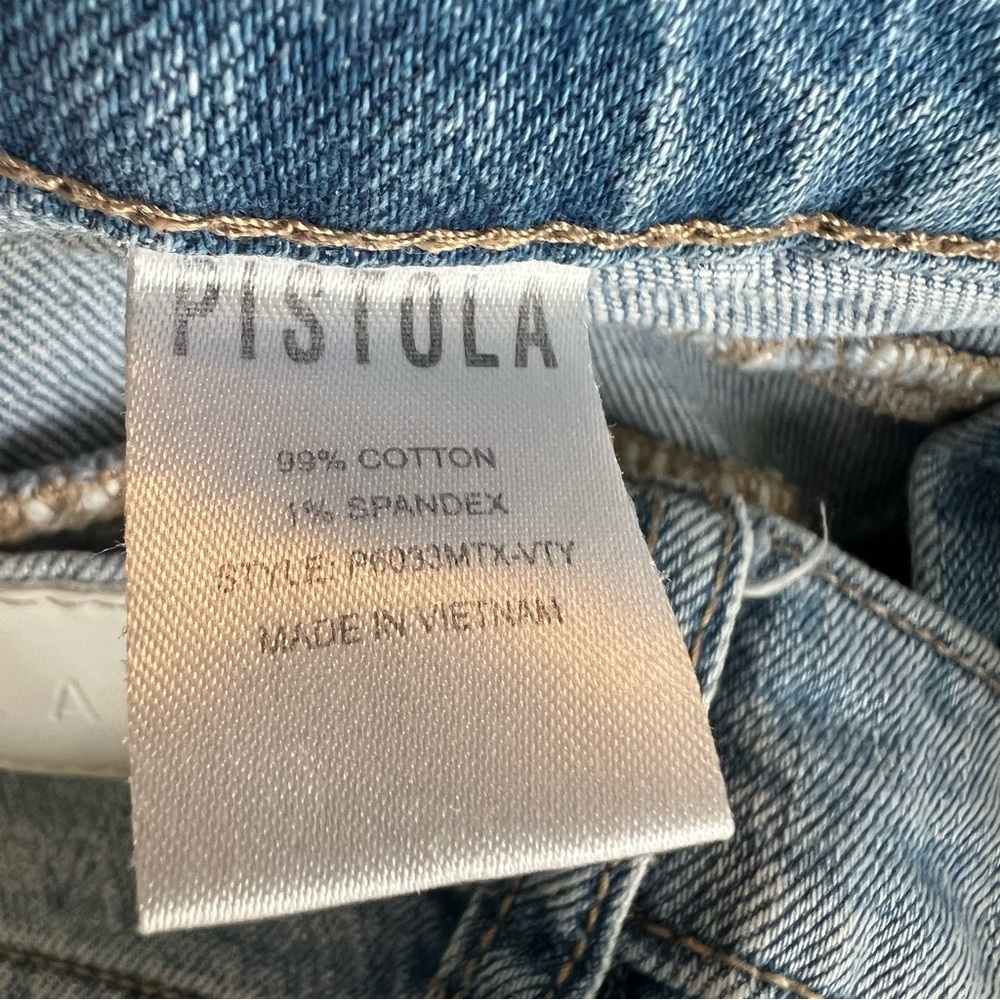 PISTOLA
99% COTTON
1% SPANDEX
STYLE: P6033MTX-VTY
MADE IN VIETNAM
A